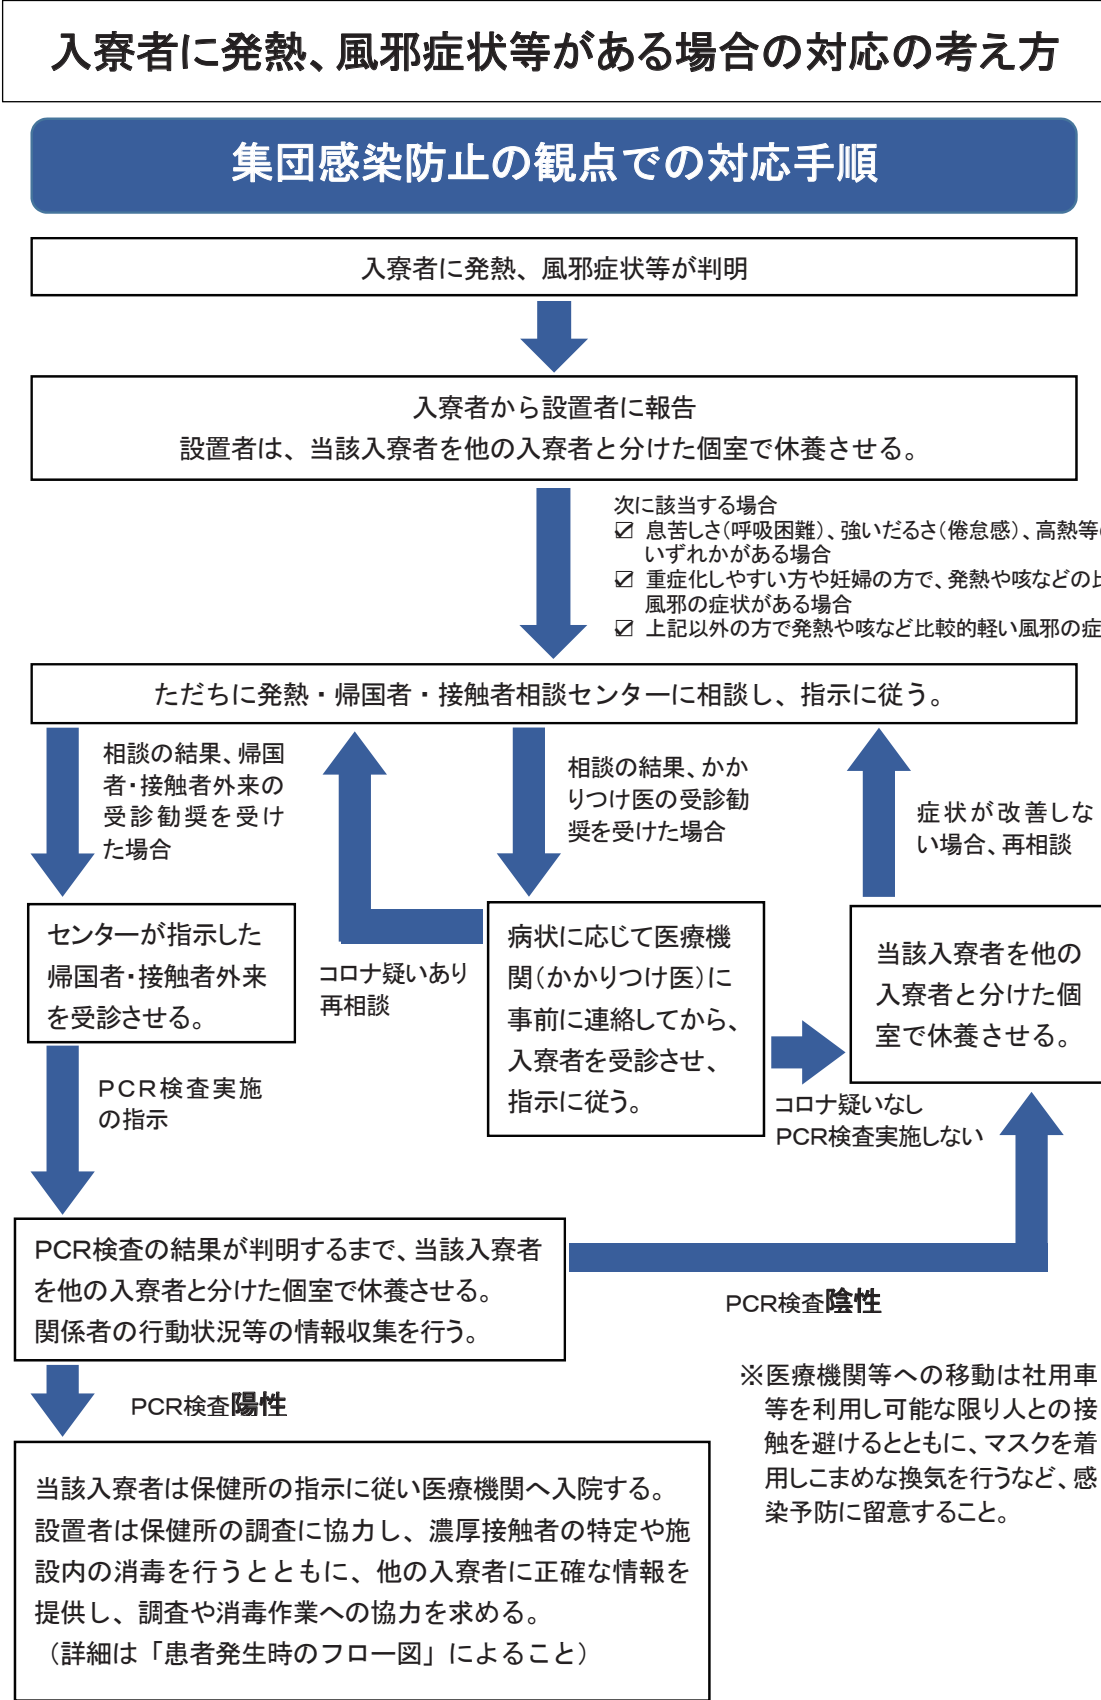 入寮者に発熱、風邪症状等がある場合の対応の考え方
集団感染防止の観点での対応手順
入寮者に発熱、風邪症状等が判明
入寮者から設置者に報告
設置者は、当該入寮者を他の入寮者と分けた個室で休養させる。
次に該当する場合
☑ 息苦しさ(呼吸困難)、強いだるさ(倦怠感)、高熱等
いずれかがある場合
☑ 重症化しやすい方や妊婦の方で、発熱や咳などの
風邪の症状がある場合
☑ 上記以外の方で発熱や咳など比較的軽い風邪の症
ただちに発熱・帰国者・接触者相談センターに相談し、指示に従う。
相談の結果、帰国
者・接触者外来の
受診勧奨を受け
た場合
相談の結果、かか
りつけ医の受診勧
奨を受けた場合
症状が改善しな
い場合、再相談
センターが指示した
帰国者・接触者外来
を受診させる。
コロナ疑いあり
再相談
病状に応じて医療機
関(かかりつけ医)に
事前に連絡してから、
入寮者を受診させ、
指示に従う。
当該入寮者を他の
入寮者と分けた個
室で休養させる。
PCR検査実施
の指示
コロナ疑いなし
PCR検査実施しない
PCR検査の結果が判明するまで、当該入寮者
を他の入寮者と分けた個室で休養させる。
関係者の行動状況等の情報収集を行う。
PCR検査陰性
PCR検査陽性
※医療機関等への移動は社用車
等を利用し可能な限り人との接
触を避けるとともに、マスクを着
用しこまめな換気を行うなど、感
染予防に留意すること。
当該入寮者は保健所の指示に従い医療機関へ入院する。
設置者は保健所の調査に協力し、濃厚接触者の特定や施
設内の消毒を行うとともに、他の入寮者に正確な情報を
提供し、調査や消毒作業への協力を求める。
（詳細は「患者発生時のフロー図」によること）